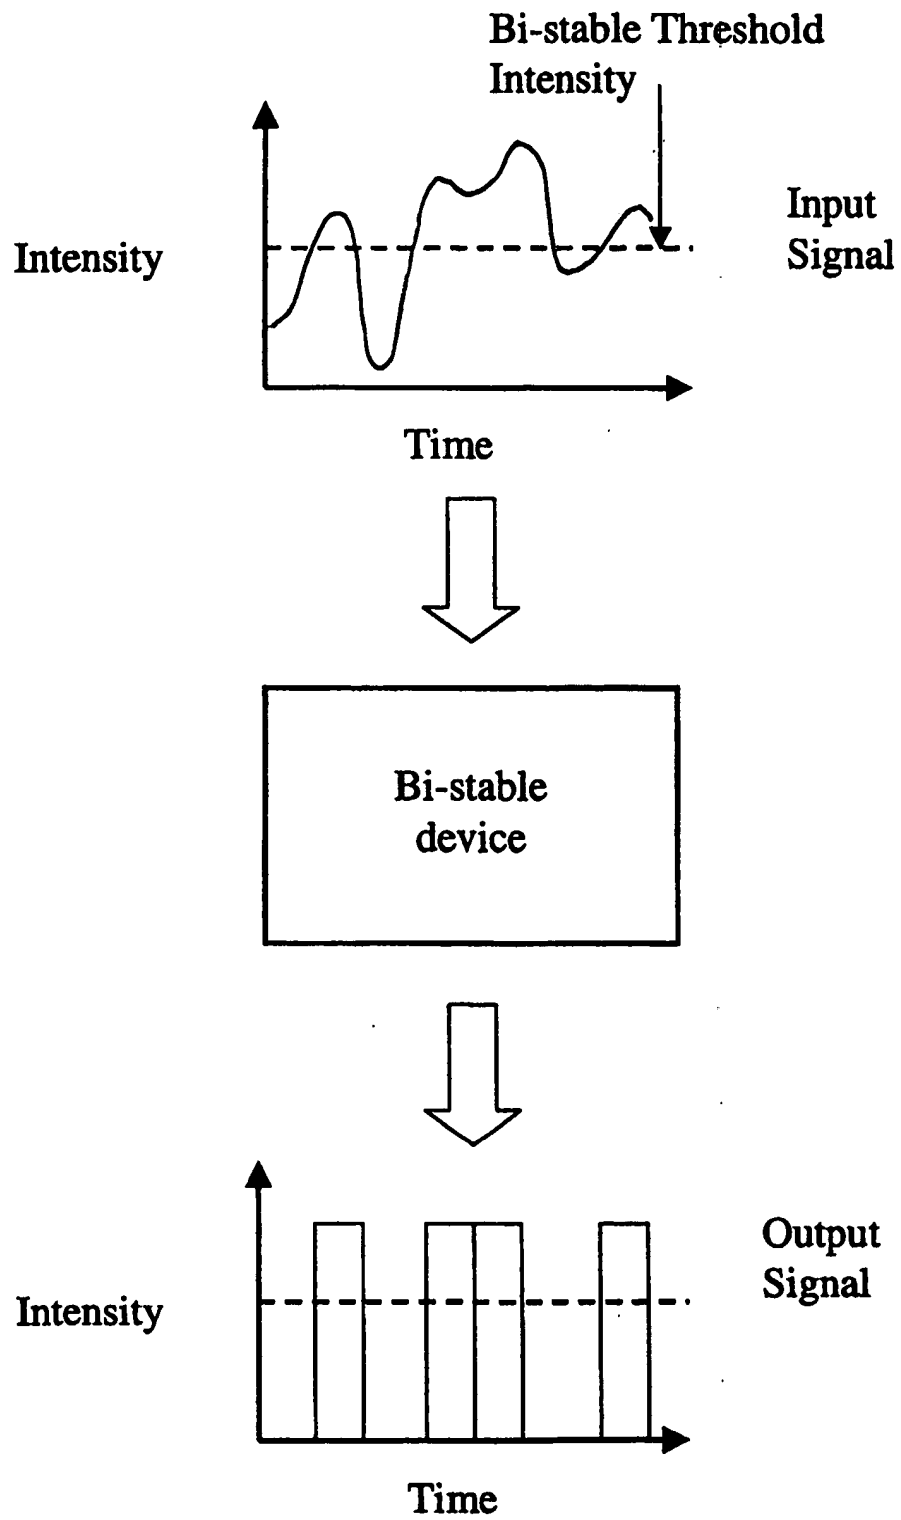 Bi-stable Threshold
Intensity
Input
Signal
Intensity
Time
Bi-stable
device
Output
Signal
Intensity
Time